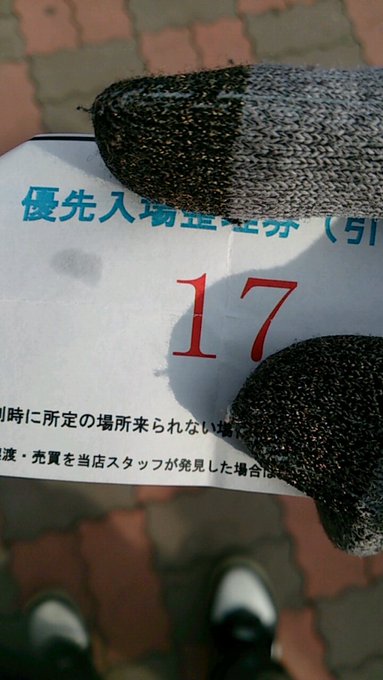 優先入場整理券（引
17
時に所定の場所来られない場
渡・売買を当店スタッフが発見した場合は